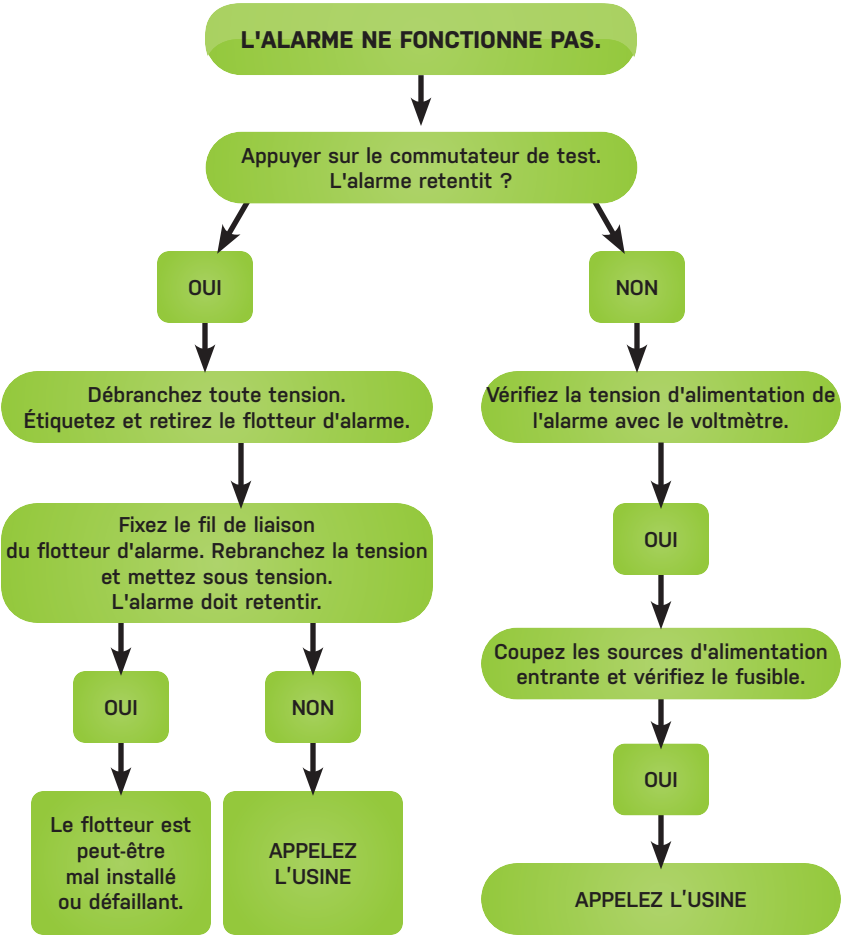 L'ALARME NE FONCTIONNE PAS.
Appuyer sur le commutateur de test.
L'alarme retentit ?
OUI
NON
Débranchez toute tension.
Étiquetez et retirez le flotteur d'alarme.
Vérifiez la tension d'alimentation de
l'alarme avec le voltmètre.
Fixez le fil de liaison
du flotteur d'alarme. Rebranchez la tension
et mettez sous tension.
L'alarme doit retentir.
OUI
Coupez les sources d'alimentation
entrante et vérifiez le fusible.
OUI
NON
OUI
Le flotteur est
peut-être
mal installé
ou défaillant.
APPELEZ
L'USINE
APPELEZ L'USINE